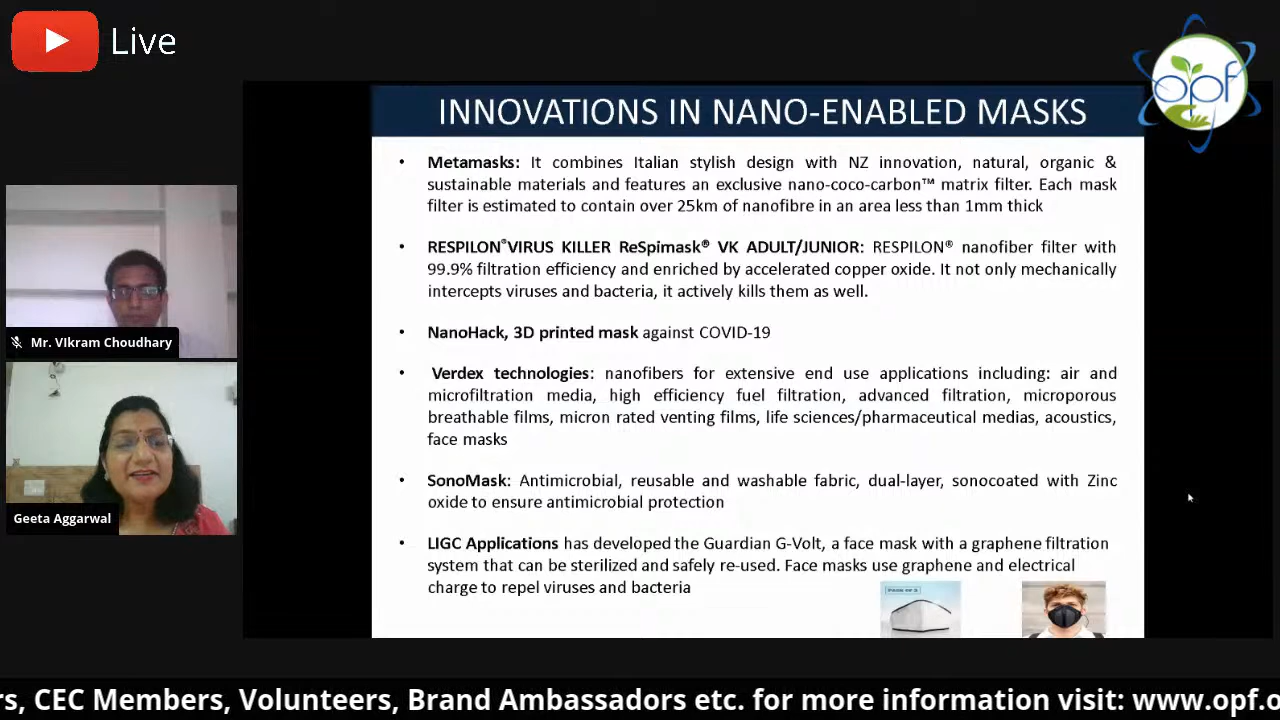 Live
opf
INNOVATIONS IN NANO-ENABLED MASKS
• Metamasks: It combines Italian stylish design with NZ innovation, natural, organic &
sustainable materials and features an exclusive nano-coco-carbon™ matrix filter. Each mask
filter is estimated to contain over 25km of nanofibre in an area less than 1mm thick
• RESPILON®VIRUS KILLER ReSpimask® VK ADULT/JUNIOR: RESPILON® nanofiber filter with
99.9% filtration efficiency and enriched by accelerated copper oxide. It not only mechanically
intercepts viruses and bacteria, it actively kills them as well.
• NanoHack, 3D printed mask against COVID-19
• Verdex technologies: nanofibers for extensive end use applications including: air and
microfiltration media, high efficiency fuel filtration, advanced filtration, microporous
breathable films, micron rated venting films, life sciences/pharmaceutical medias, acoustics,
face masks
• SonoMask: Antimicrobial, reusable and washable fabric, dual-layer, sonocoated with Zinc
oxide to ensure antimicrobial protection
• LIGC Applications has developed the Guardian G-Volt, a face mask with a graphene filtration
system that can be sterilized and safely re-used. Face masks use graphene and electrical
charge to repel viruses and bacteria
Mr. VIkram Choudhary
Geeta Aggarwal
rs, CEC Members, Volunteers, Brand Ambassadors etc. for more information visit: www.opf.o